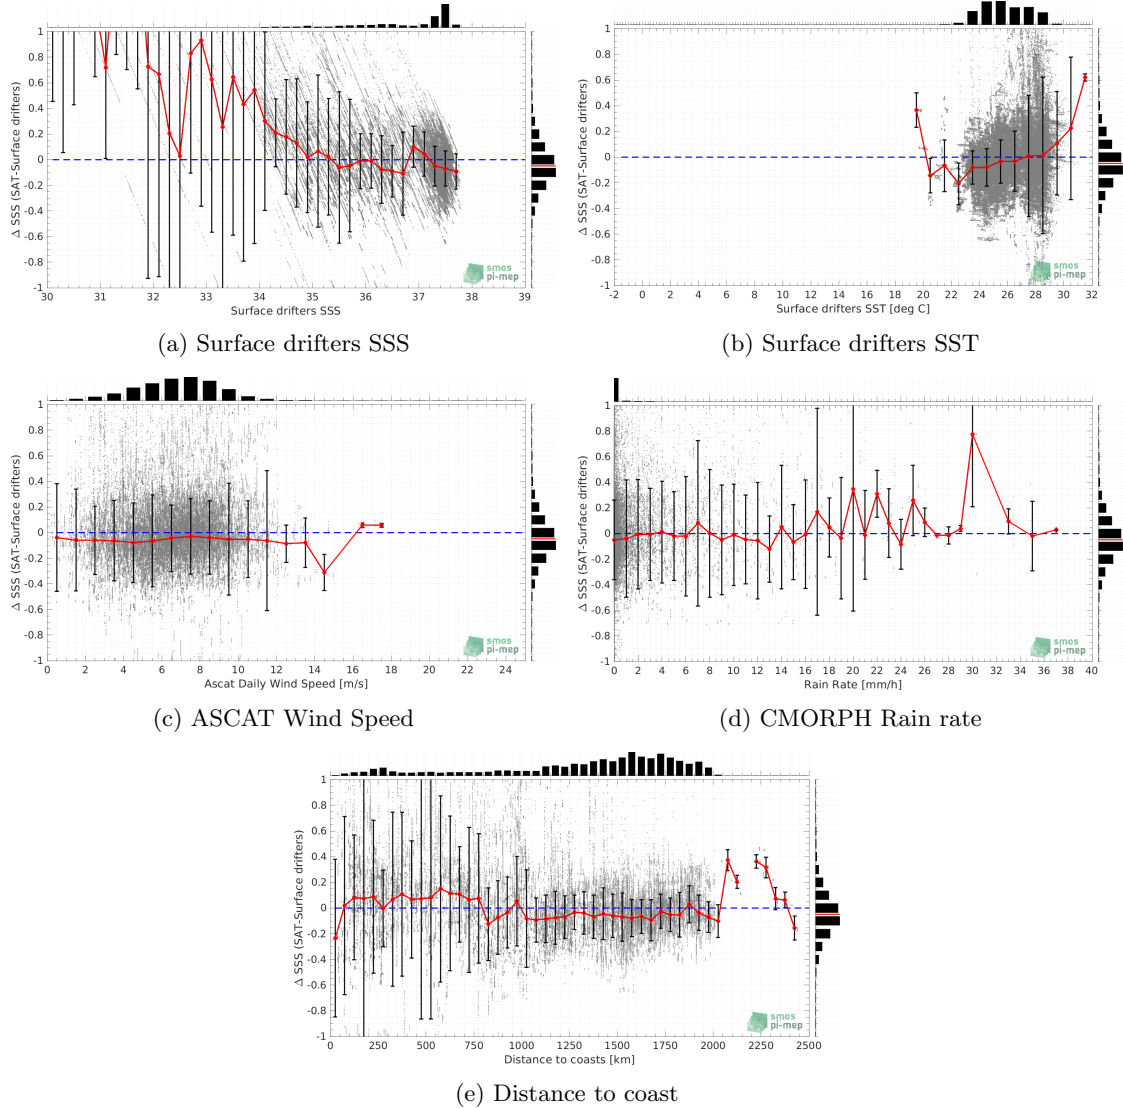 1
0.8
0.6
0.4
0.2
0
-0.2
-0.4
-0.6
-0.8
-1
Δ SSS (SAT-Surface drifters)
30 31 32 33 34 35 36 37 38 39
Surface drifters SSS
smos
pi-mep
(a) Surface drifters SSS
1
0.8
0.6
0.4
0.2
0
-0.2
-0.4
-0.6
-0.8
-1
Δ SSS (SAT-Surface drifters)
-2 0 2 4 6 8 10 12 14 16 18 20 22 24 26 28 30 32
Surface drifters SST [deg C]
smos
pi-mep
(b) Surface drifters SST
1
0.8
0.6
0.4
0.2
0
-0.2
-0.4
-0.6
-0.8
-1
Δ SSS (SAT-Surface drifters)
0 2 4 6 8 10 12 14 16 18 20 22 24
Ascat Daily Wind Speed [m/s]
smos
pi-mep
(c) ASCAT Wind Speed
1
0.8
0.6
0.4
0.2
0
-0.2
-0.4
-0.6
-0.8
-1
Δ SSS (SAT-Surface drifters)
0 2 4 6 8 10 12 14 16 18 20 22 24 26 28 30 32 34 36 38 40
Rain Rate [mm/h]
smos
pi-mep
(d) CMORPH Rain rate
1
0.8
0.6
0.4
0.2
0
-0.2
-0.4
-0.6
-0.8
-1
Δ SSS (SAT-Surface drifters)
0 250 500 750 1000 1250 1500 1750 2000 2250 2500
Distance to coasts [km]
smos
pi-mep
(e) Distance to coast